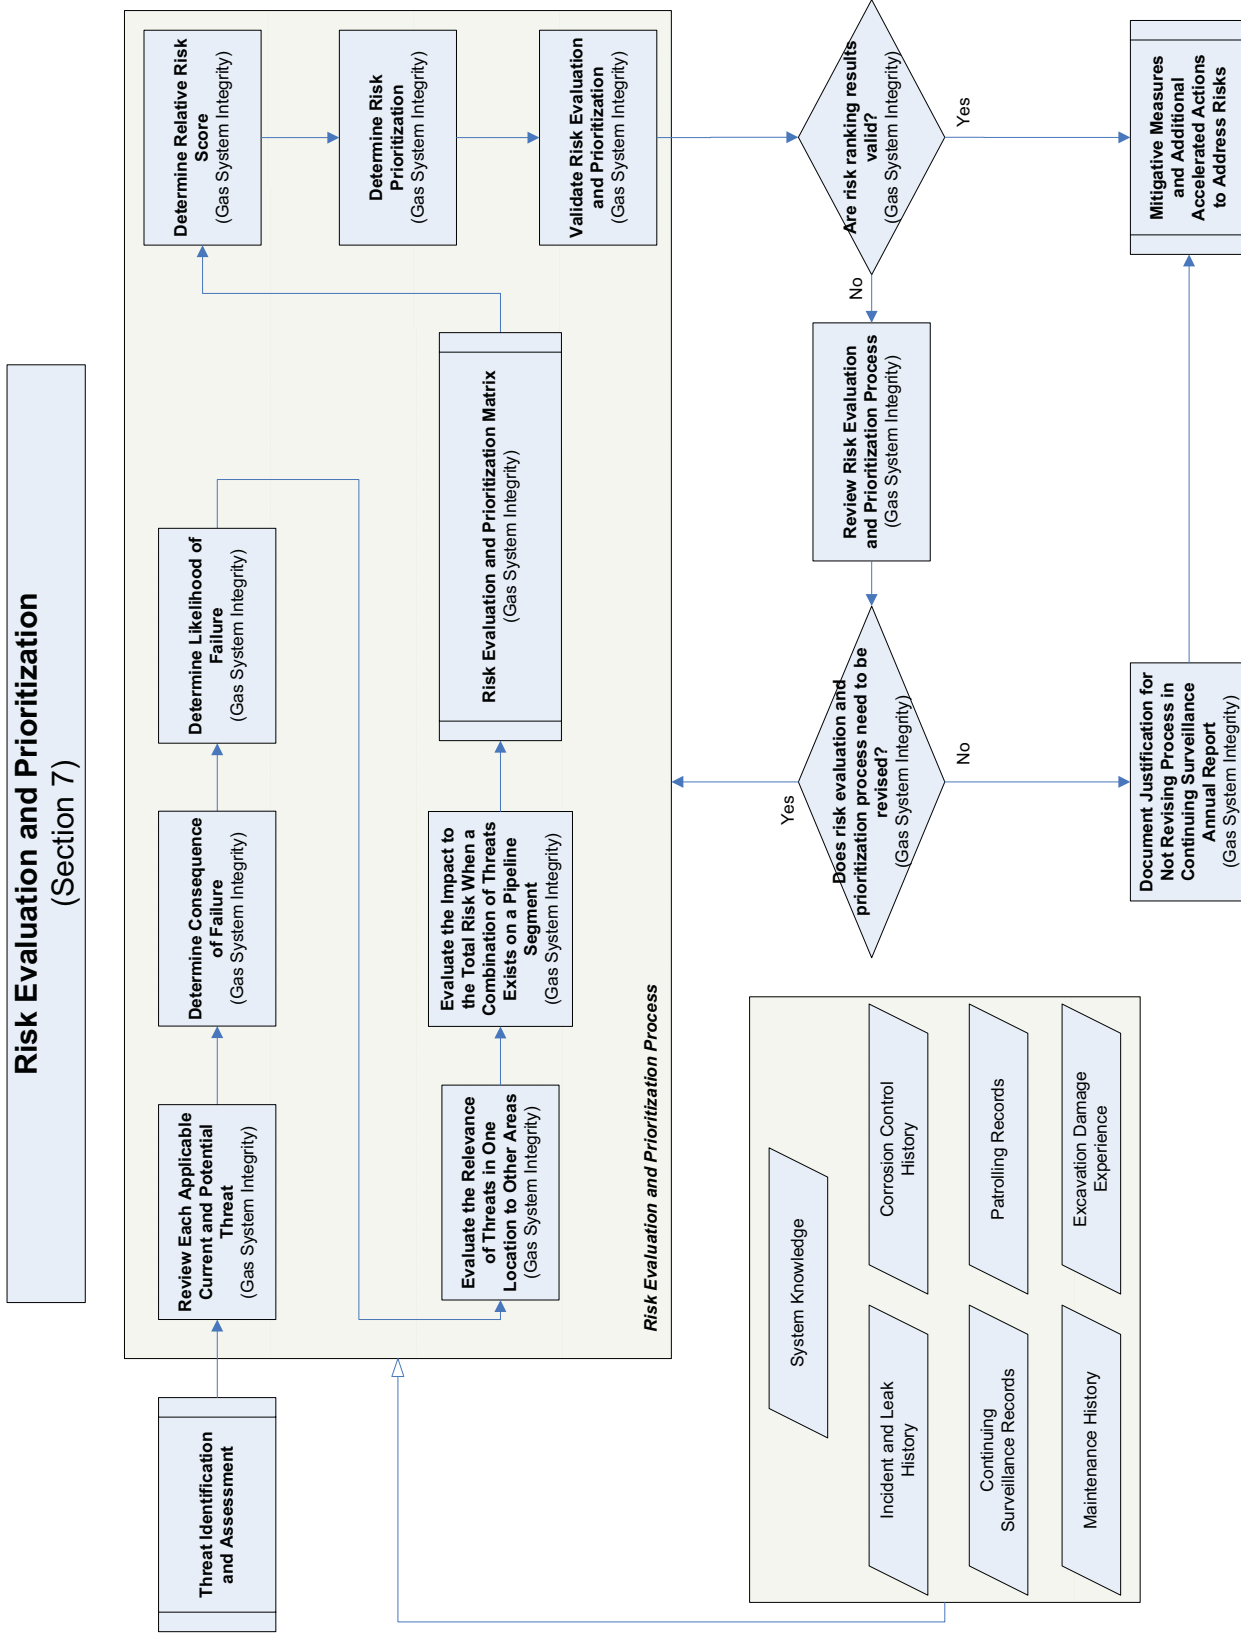 Risk Evaluation and Prioritization
(Section 7)
Threat Identification
and Assessment
Review Each Applicable
Current and Potential
Threat
(Gas System Integrity)
Determine Consequence
of Failure
(Gas System Integrity)
Determine Likelihood of
Failure
(Gas System Integrity)
Evaluate the Relevance
of Threats in One
Location to Other Areas
(Gas System Integrity)
Evaluate the Impact to
the Total Risk When a
Combination of Threats
Exists on a Pipeline
Segment
(Gas System Integrity)
Risk Evaluation and Prioritization Matrix
(Gas System Integrity)
Determine Relative Risk
Score
(Gas System Integrity)
Determine Risk
Prioritization
(Gas System Integrity)
Validate Risk Evaluation
and Prioritization
(Gas System Integrity)
Risk Evaluation and Prioritization Process
Are risk ranking results
valid?
(Gas System Integrity)
No
Yes
Review Risk Evaluation
and Prioritization Process
(Gas System Integrity)
Does risk evaluation and
prioritization process need to be
revised?
(Gas System Integrity)
Yes
No
Document Justification for
Not Revising Process in
Continuing Surveillance
Annual Report
(Gas System Integrity)
Mitigative Measures
and Additional
Accelerated Actions
to Address Risks
System Knowledge
Incident and Leak
History
Corrosion Control
History
Continuing
Surveillance Records
Patrolling Records
Maintenance History
Excavation Damage
Experience